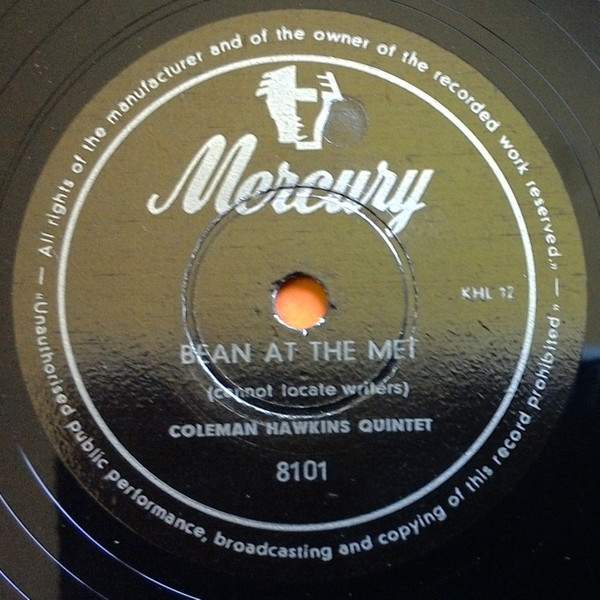 — All rights of the manufacturer and of the owner of the recorded work reserved." —
"Unauthorised public performance, broadcasting and copying of this record prohibited"
Mercury
KHL 12
BEAN AT THE MET
(cannot locate writers)
COLEMAN HAWKINS QUINTET
8101